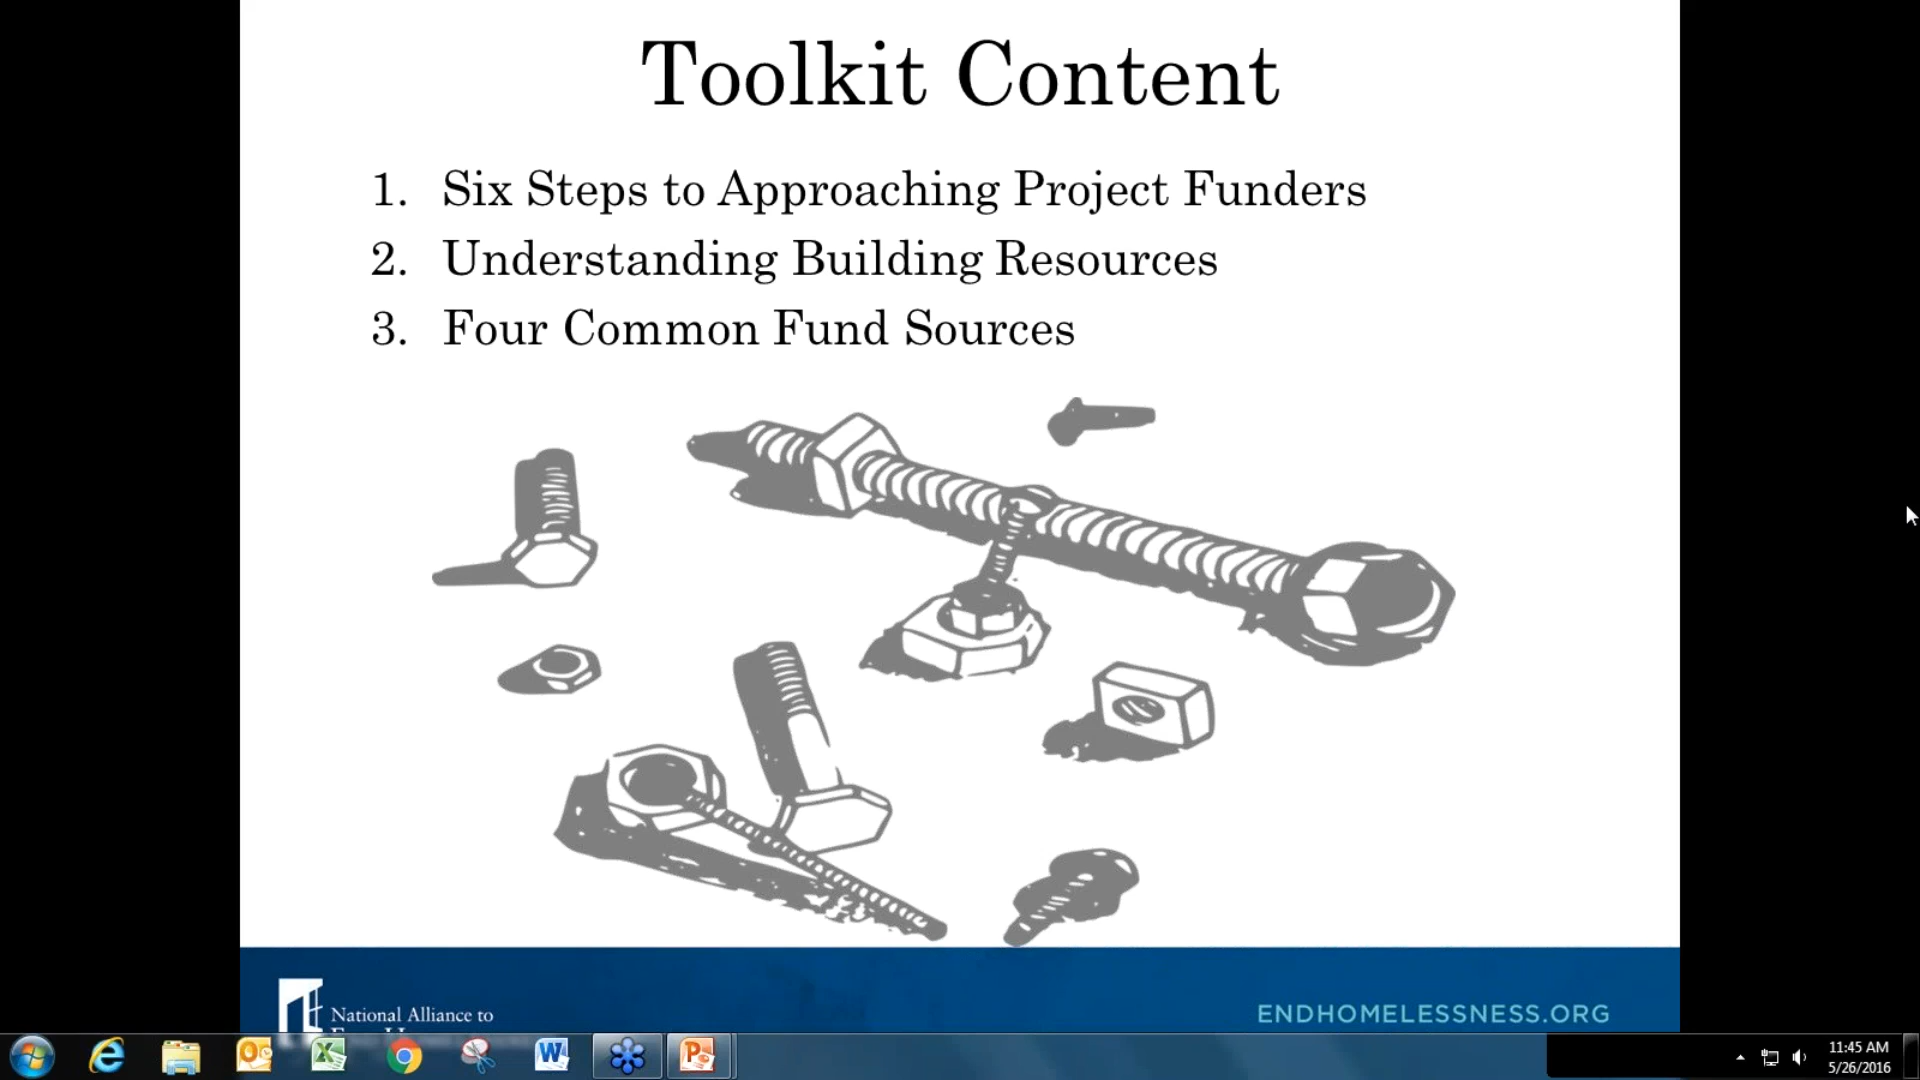 Toolkit Content
1. Six Steps to Approaching Project Funders
2. Understanding Building Resources
3. Four Common Fund Sources
National Alliance to
ENDHOMELESSNESS.ORG
11:45 AM
5/26/2016